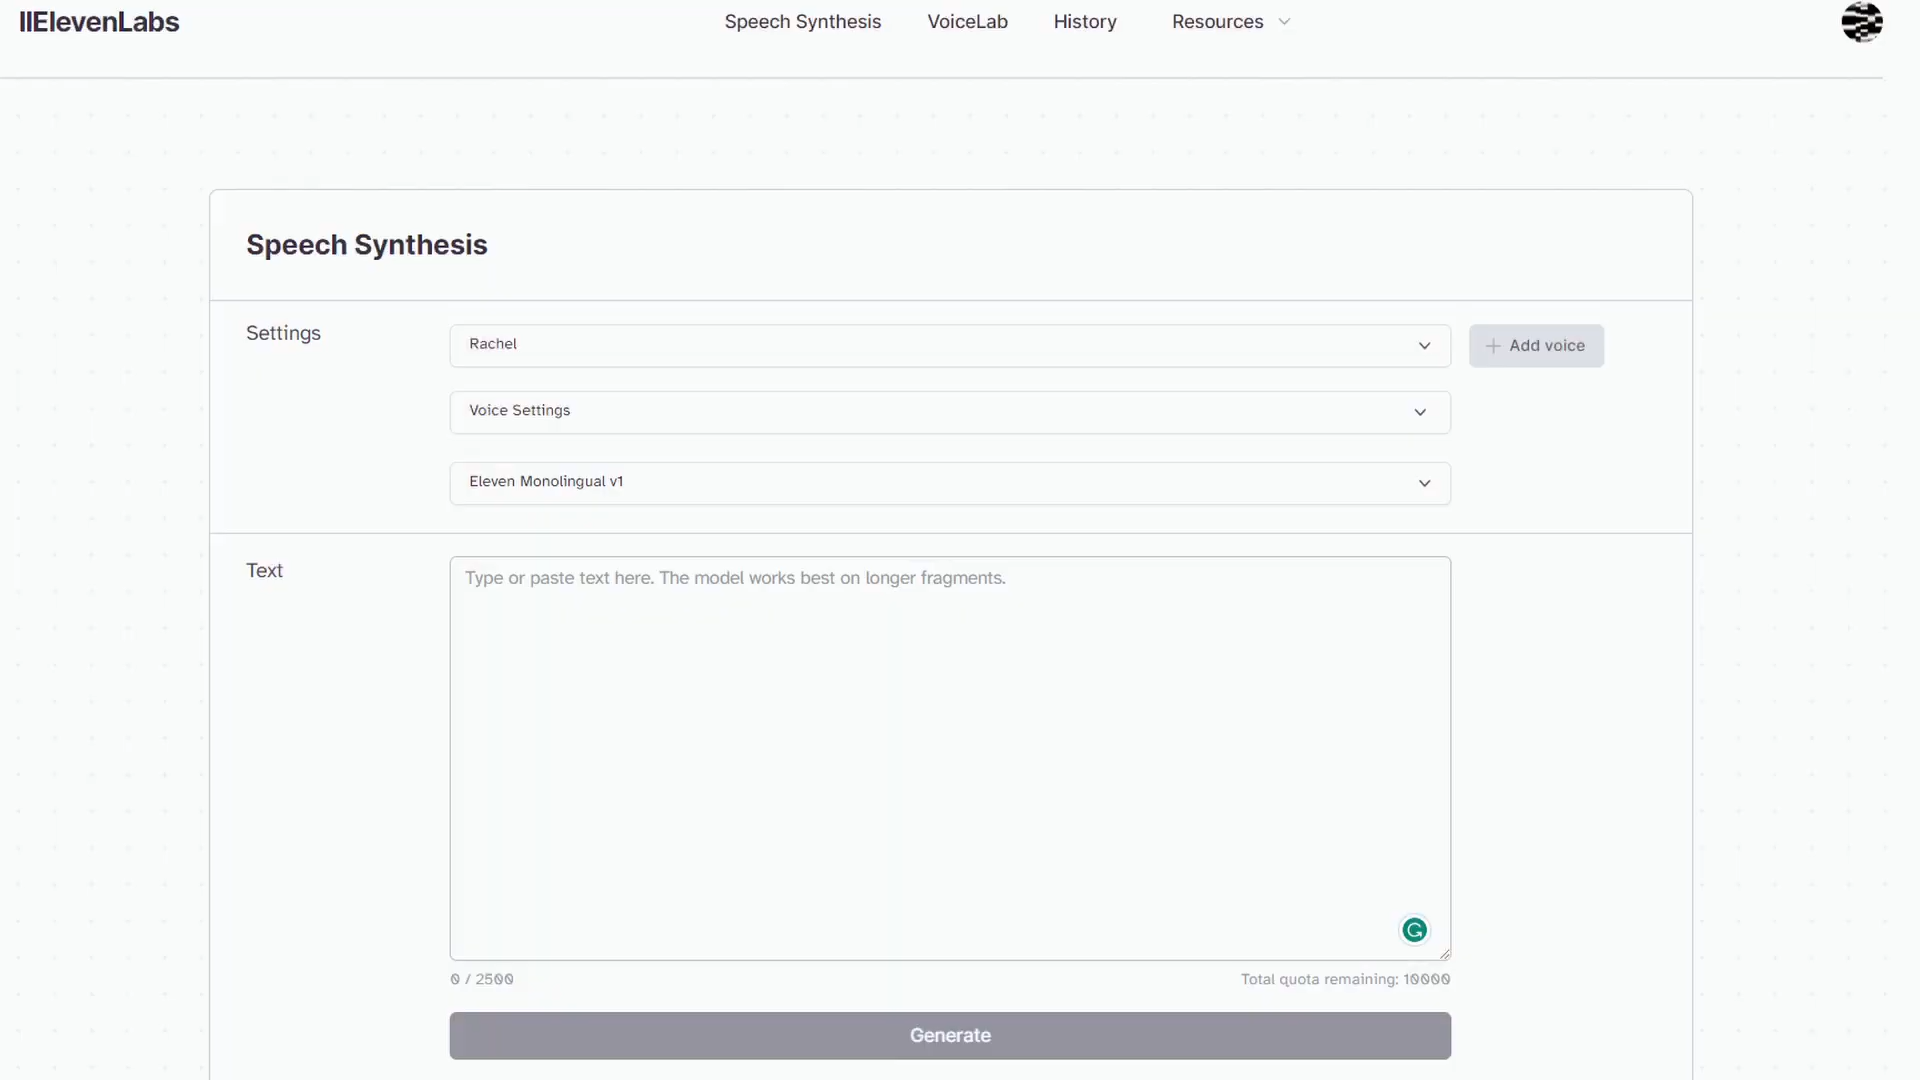 IIElevenLabs
Speech Synthesis
VoiceLab
History
Resources
Speech Synthesis
Settings
Rachel
Add voice
Voice Settings
Eleven Monolingual v1
Text
Type or paste text here. The model works best on longer fragments.
0 / 2500
Total quota remaining: 10000
Generate